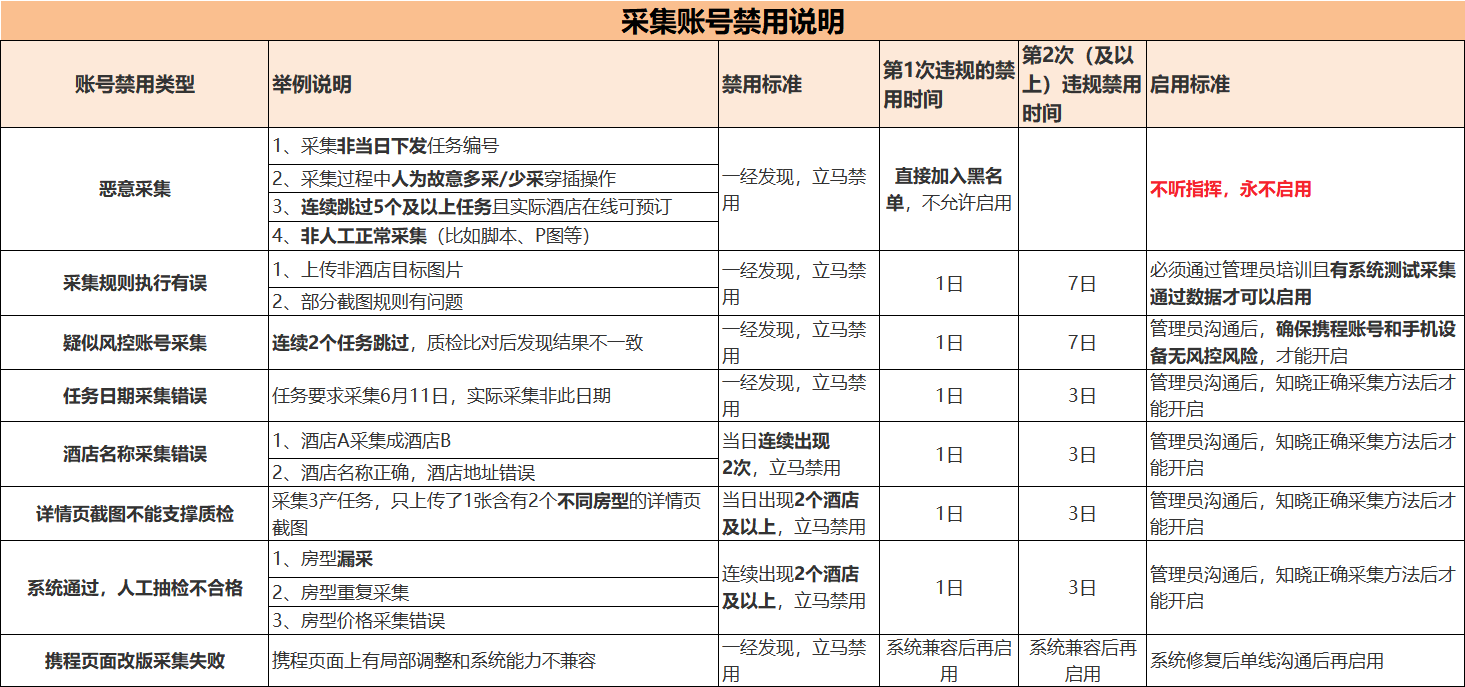 采集账号禁用说明
账号禁用类型
举例说明
禁用标准
第1次违规的禁
用时间
第2次（及以
上）违规禁用
时间
启用标准
恶意采集
1、采集非当日下发任务编号
2、采集过程中人为故意多采/少采穿插操作
3、连续跳过5个及以上任务且实际酒店在线可预订
4、非人工正常采集（比如脚本、P图等）
一经发现，立马禁
用
直接加入黑名
单，不允许启用
不听指挥，永不启用
采集规则执行有误
1、上传非酒店目标图片
2、部分截图规则有问题
一经发现，立马禁
用
1日
7日
必须通过管理员培训且有系统测试采集
通过数据才可以启用
疑似风控账号采集
连续2个任务跳过，质检比对后发现结果不一致
一经发现，立马禁
用
1日
7日
管理员沟通后，确保携程账号和手机设
备无风控风险，才能开启
任务日期采集错误
任务要求采集6月11日，实际采集非此日期
一经发现，立马禁
用
1日
3日
管理员沟通后，知晓正确采集方法后才
能开启
酒店名称采集错误
1、酒店A采集成酒店B
2、酒店名称正确，酒店地址错误
当日连续出现
2次，立马禁用
1日
3日
管理员沟通后，知晓正确采集方法后才
能开启
详情页截图不能支撑质检
采集3产任务，只上传了1张含有2个不同房型的详情页
截图
当日出现2个酒店
及以上，立马禁用
1日
3日
管理员沟通后，知晓正确采集方法后才
能开启
系统通过，人工抽检不合格
1、房型漏采
2、房型重复采集
3、房型价格采集错误
连续出现2个酒店
及以上，立马禁用
1日
3日
管理员沟通后，知晓正确采集方法后才
能开启
携程页面改版采集失败
携程页面上有局部调整和系统能力不兼容
一经发现，立马禁
用
系统兼容后再启
用
系统兼容后再
启用
系统修复后单线沟通后再启用